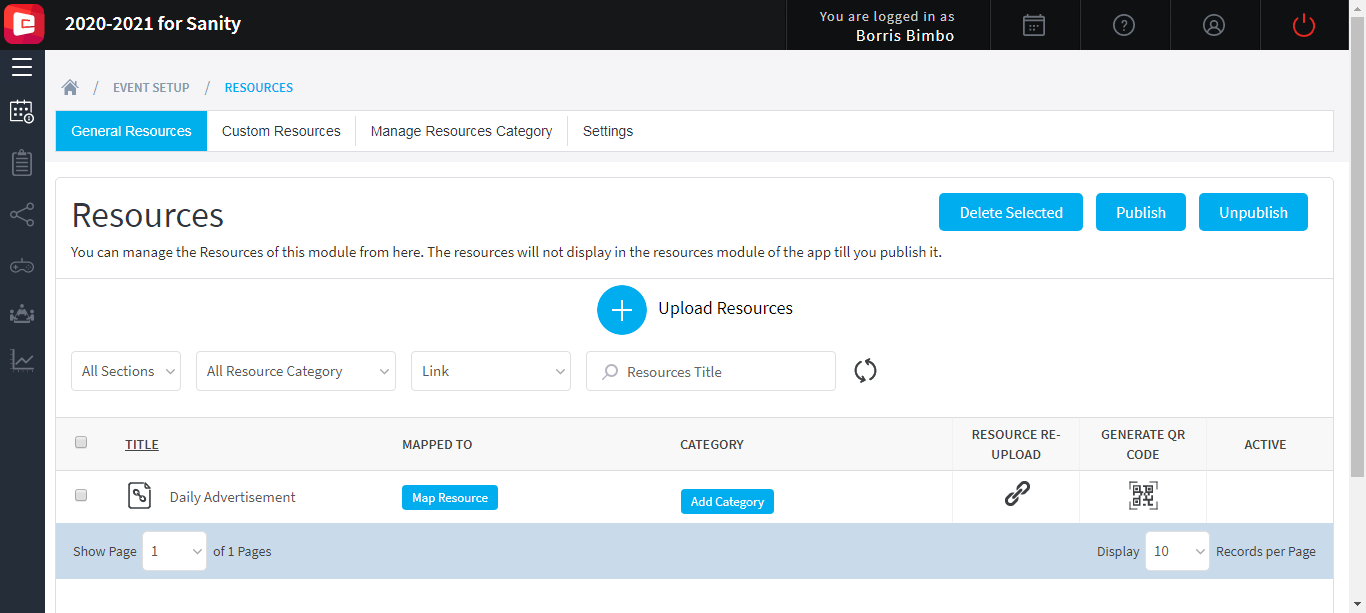 2020-2021 for Sanity
You are logged in as
Borris Bimbo
/ EVENT SETUP / RESOURCES
General Resources Custom Resources Manage Resources Category Settings
Resources
Delete Selected Publish Unpublish
You can manage the Resources of this module from here. The resources will not display in the resources module of the app till you publish it.
Upload Resources
All Sections All Resource Category Link Resources Title
TITLE MAPPED TO CATEGORY RESOURCE RE-
UPLOAD GENERATE QR
CODE ACTIVE
Daily Advertisement Map Resource Add Category
Show Page 1 of 1 Pages Display 10 Records per Page